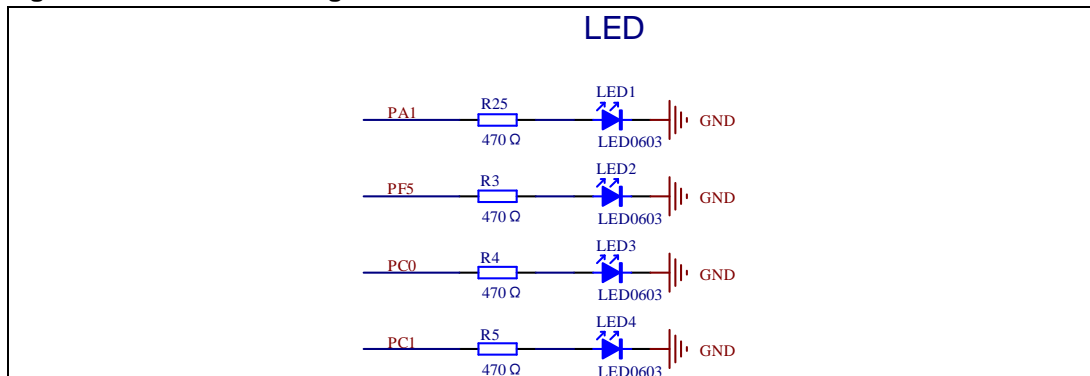 LED
LED1
R25
PA1
GND
470 Ω
LED0603
LED2
R3
PF5
GND
470 Ω
LED0603
LED3
R4
PC0
GND
470 Ω
LED0603
LED4
R5
PC1
GND
470 Ω
LED0603